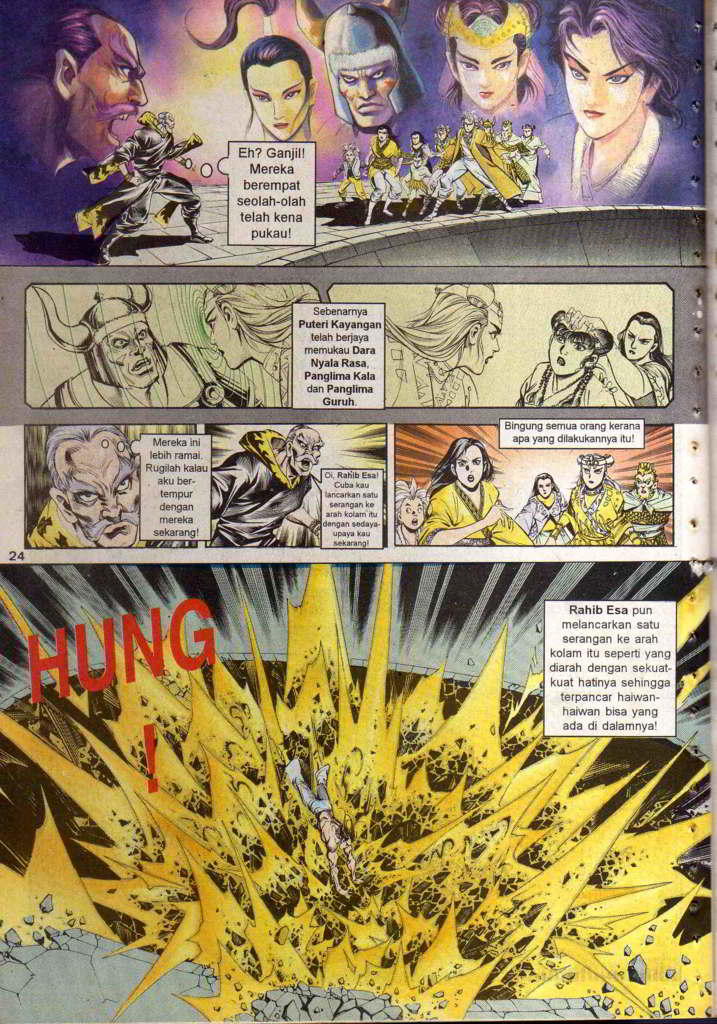 Eh? Ganjil!
Mereka
berempat
seolah-olah
telah kena
pukau!
Sebenarnya
Puteri Kayangan
telah berjaya
memukau Dara
Nyala Rasa,
Panglima Kala
dan Panglima
Guruh.
Mereka ini
lebih ramai.
Rugilah kalau
aku ber-
tempur
dengan
mereka
sekarang!
Oi, Rahib Esa!
Cuba kau
lancarkan satu
serangan ke
arah kolam itu
dengan sedaya-
upaya kau
sekarang!
Bingung semua orang kerana
apa yang dilakukannya itu!
24
HUNG
!
Rahib Esa pun
melancarkan satu
serangan ke arah
kolam itu seperti yang
diarah dengan sekuat-
kuat hatinya sehingga
terpancar haiwan-
haiwan bisa yang
ada di dalamnya!